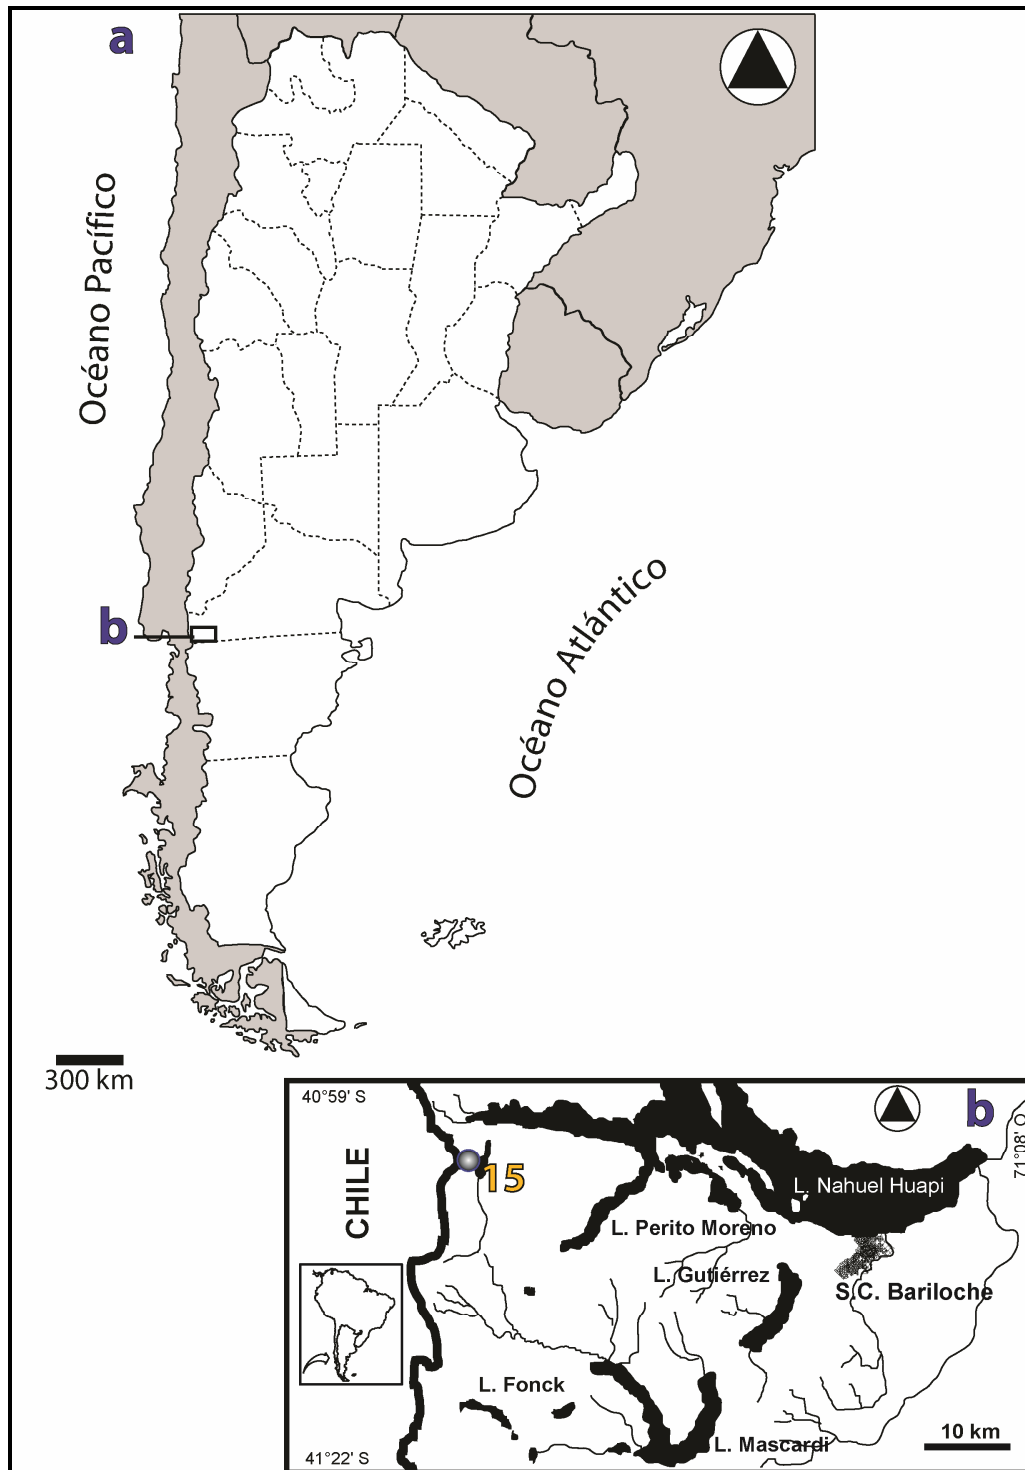 a
Océano Pacífico
b
Océano Atlántico
300 km
40°59' S
b
CHILE
15
71°08' O
L. Nahuel Huapi
L. Perito Moreno
L. Gutiérrez
S.C. Bariloche
L. Fonck
L. Mascardi
41°22' S
10 km